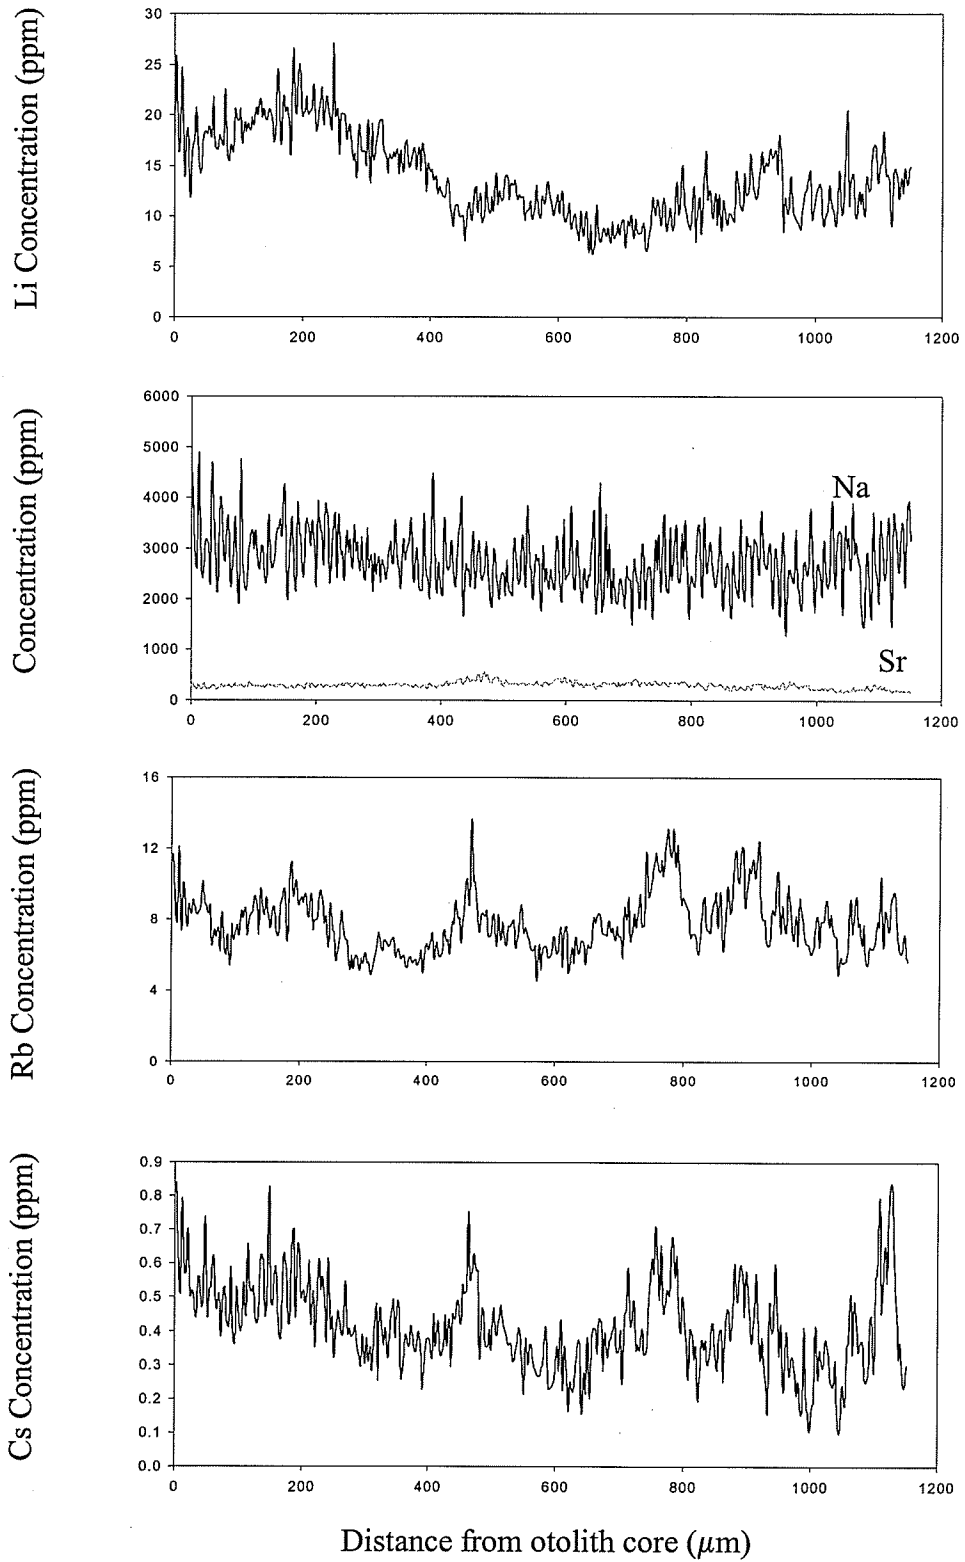 Li Concentration (ppm)
30
25
20
15
10
5
0
0 200 400 600 800 1000 1200
Concentration (ppm)
6000
5000
4000
3000
2000
1000
0
Na
Sr
0 200 400 600 800 1000 1200
Rb Concentration (ppm)
16
12
8
4
0
0 200 400 600 800 1000 1200
Cs Concentration (ppm)
0.9
0.8
0.7
0.6
0.5
0.4
0.3
0.2
0.1
0.0
0 200 400 600 800 1000 1200
Distance from otolith core (μm)